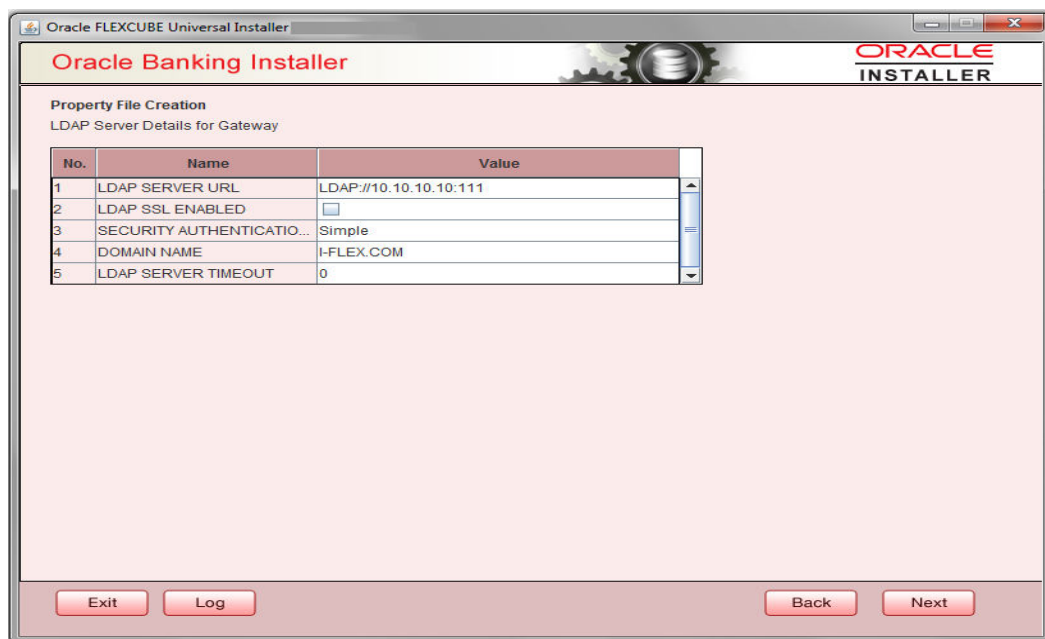 Oracle FLEXCUBE Universal Installer
Oracle Banking Installer
ORACLE
INSTALLER
Property File Creation
LDAP Server Details for Gateway
No. Name Value
1 LDAP SERVER URL LDAP://10.10.10.10:111
2 LDAP SSL ENABLED
3 SECURITY AUTHENTICATIO... Simple
4 DOMAIN NAME I-FLEX.COM
5 LDAP SERVER TIMEOUT 0
Exit Log Back Next